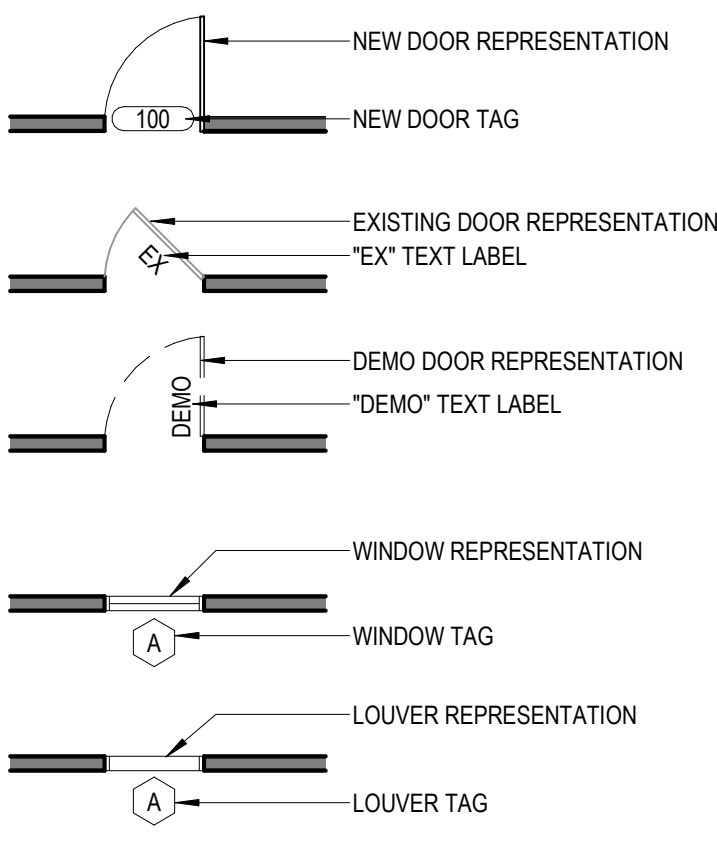 NEW DOOR REPRESENTATION
100
NEW DOOR TAG
EXISTING DOOR REPRESENTATION
EX
"EX" TEXT LABEL
DEMO DOOR REPRESENTATION
DEMO
"DEMO" TEXT LABEL
WINDOW REPRESENTATION
A
WINDOW TAG
LOUVER REPRESENTATION
A
LOUVER TAG